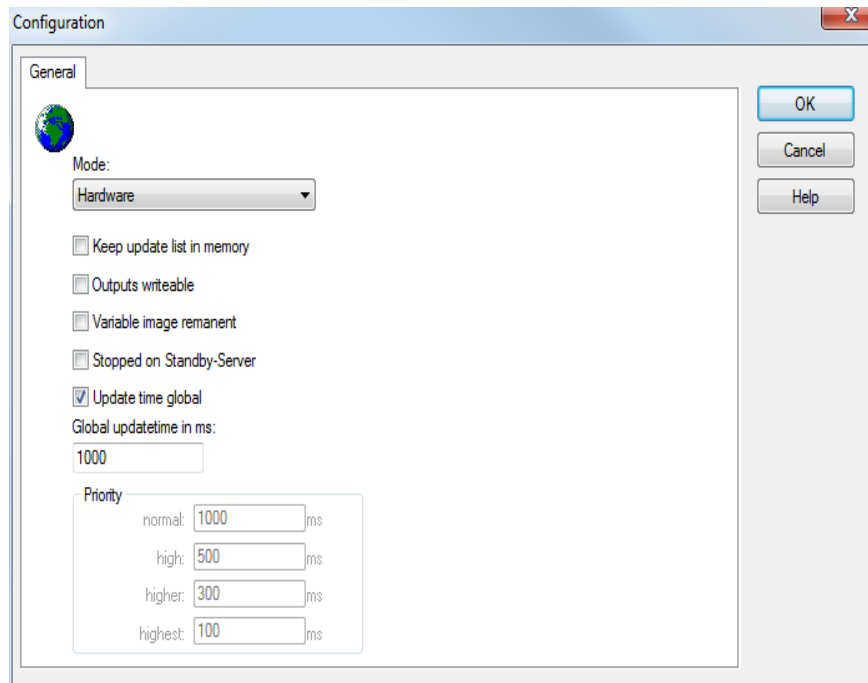 Configuration
X
General
OK
Cancel
Help
Mode:
Hardware
Keep update list in memory
Outputs writeable
Variable image remanent
Stopped on Standby-Server
Update time global
Global updatetime in ms:
1000
Priority
normal: 1000 ms
high: 500 ms
higher: 300 ms
highest: 100 ms